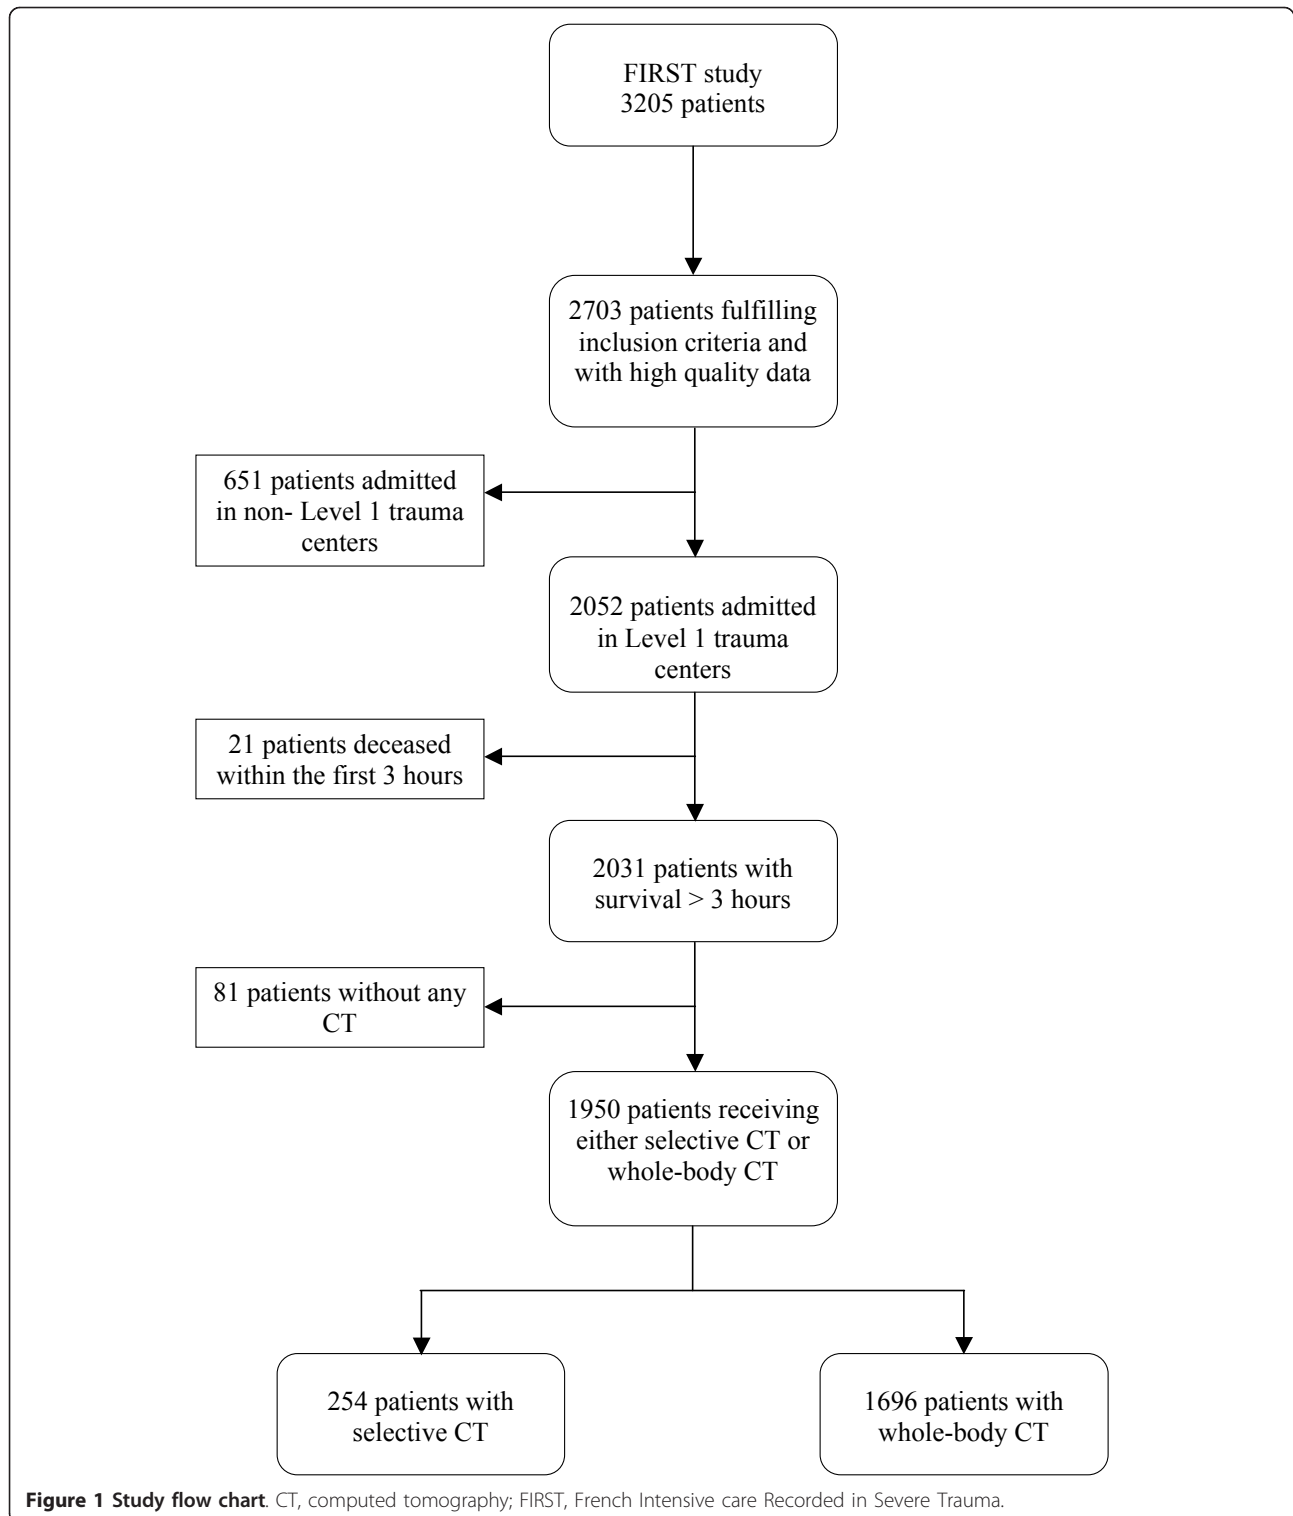 FIRST study
3205 patients
2703 patients fulfilling
inclusion criteria and
with high quality data
651 patients admitted
in non- Level 1 trauma
centers
2052 patients admitted
in Level 1 trauma
centers
21 patients deceased
within the first 3 hours
2031 patients with
survival > 3 hours
81 patients without any
CT
1950 patients receiving
either selective CT or
whole-body CT
254 patients with
selective CT
1696 patients with
whole-body CT
Figure 1 Study flow chart. CT, computed tomography; FIRST, French Intensive care Recorded in Severe Trauma.